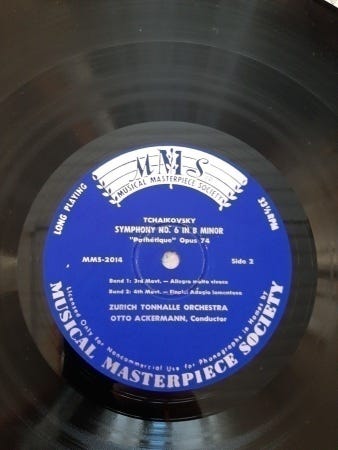 MMS
MUSICAL MASTERPIECE SOCIETY
LONG PLAYING
33⅓ RPM
TCHAIKOVSKY
SYMPHONY NO. 6 IN B MINOR
"Pathétique" Opus 74
MMS-2014
Side 2
Band 1: 3rd Movt. — Allegro molto vivace
Band 2: 4th Movt. — Finale: Adagio lamentoso
ZURICH TONHALLE ORCHESTRA
OTTO ACKERMANN, Conductor
Licensed Only for Noncommercial Use for Phonographs in Homes by
MUSICAL MASTERPIECE SOCIETY